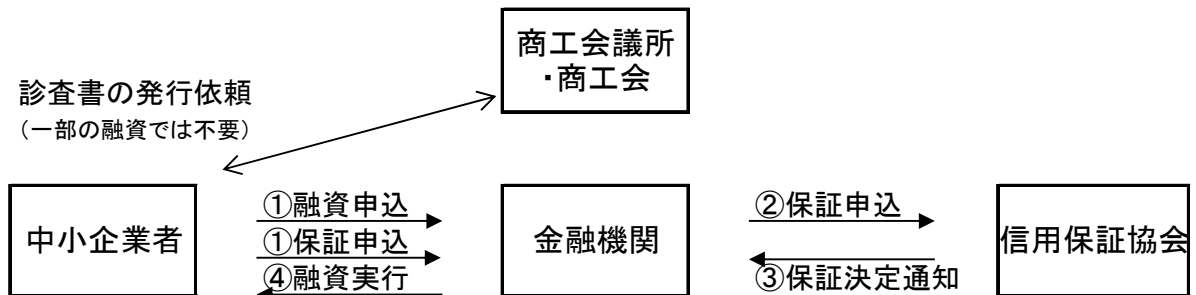 商工会議所
・商工会
診査書の発行依頼
（一部の融資では不要）
中小企業者
①融資申込
①保証申込
④融資実行
金融機関
②保証申込
③保証決定通知
信用保証協会